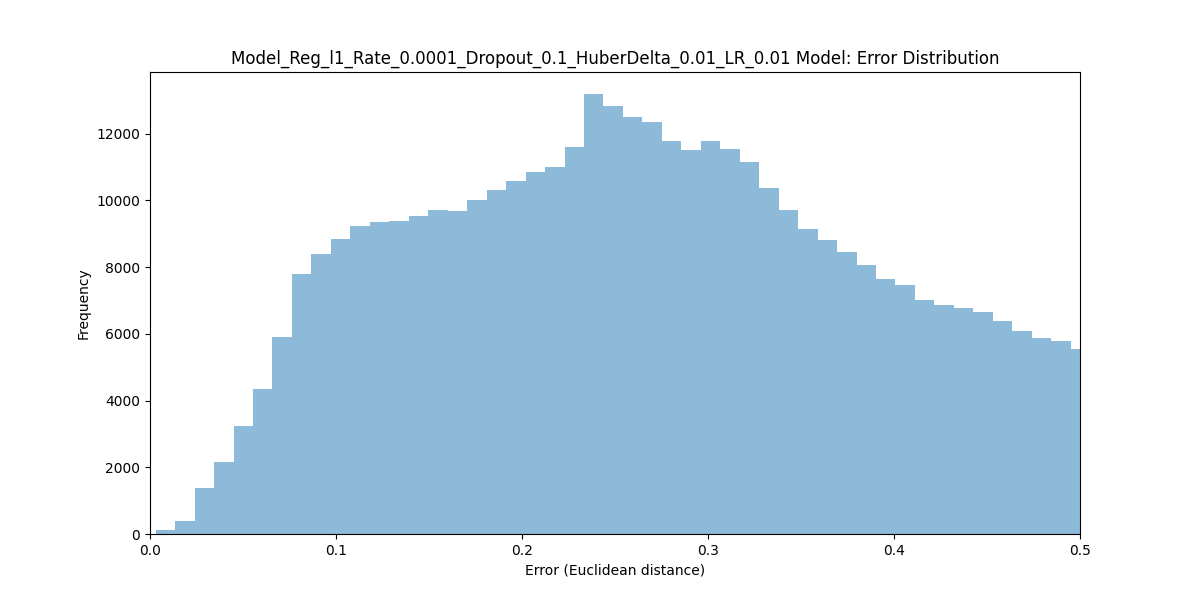 Model_Reg_l1_Rate_0.0001_Dropout_0.1_HuberDelta_0.01_LR_0.01 Model: Error Distribution
Frequency
12000
10000
8000
6000
4000
2000
0
0.0 0.1 0.2 0.3 0.4 0.5
Error (Euclidean distance)